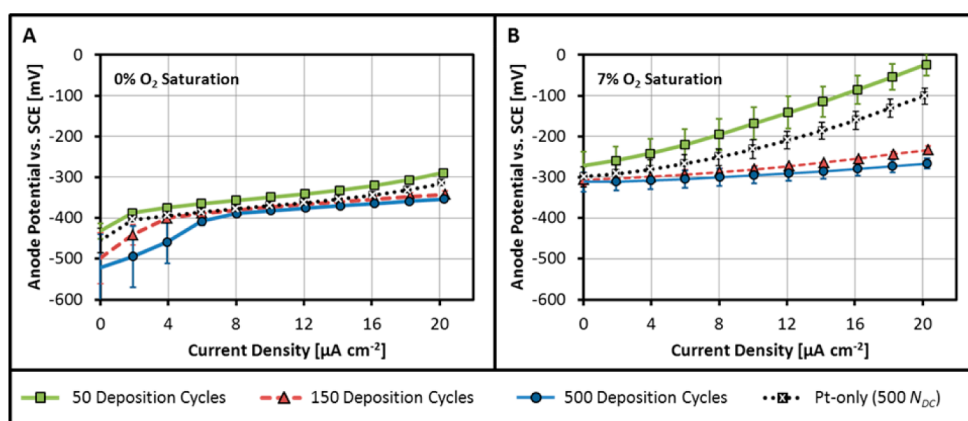 A
0% O₂ Saturation
Anode Potential vs. SCE [mV]
0
-100
-200
-300
-400
-500
-600
0 4 8 12 16 20
Current Density [µA cm⁻²]
B
7% O₂ Saturation
Anode Potential vs. SCE [mV]
0
-100
-200
-300
-400
-500
-600
0 4 8 12 16 20
Current Density [µA cm⁻²]
50 Deposition Cycles 150 Deposition Cycles 500 Deposition Cycles Pt-only (500 N_DC)